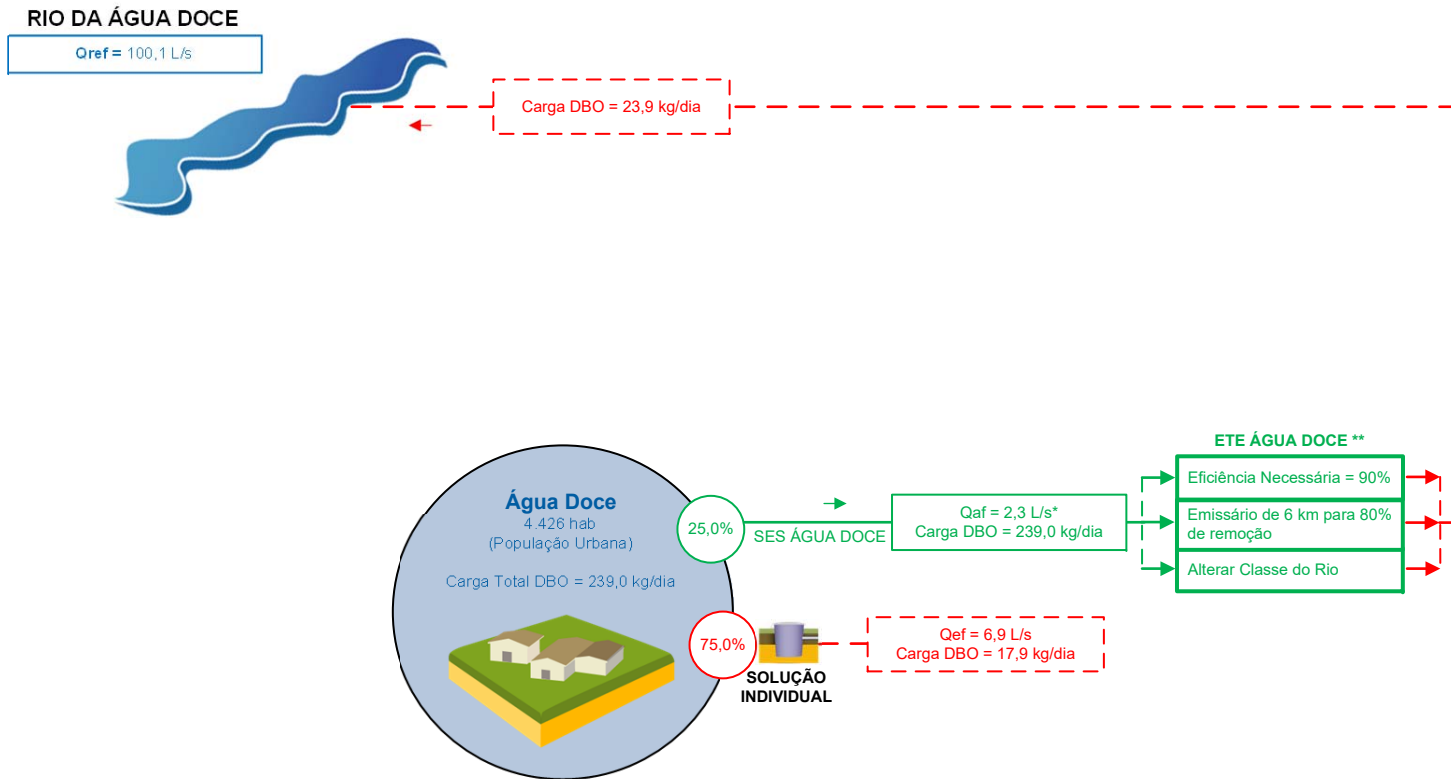 RIO DA ÁGUA DOCE
Qref = 100,1 L/s
Carga DBO = 23,9 kg/dia
ETE ÁGUA DOCE **
Eficiência Necessária = 90%
Emissário de 6 km para 80%
de remoção
Alterar Classe do Rio
Água Doce
4.426 hab
(População Urbana)
Carga Total DBO = 239,0 kg/dia
25,0%
SES ÁGUA DOCE
Qaf = 2,3 L/s*
Carga DBO = 239,0 kg/dia
75,0%
SOLUÇÃO
INDIVIDUAL
Qef = 6,9 L/s
Carga DBO = 17,9 kg/dia